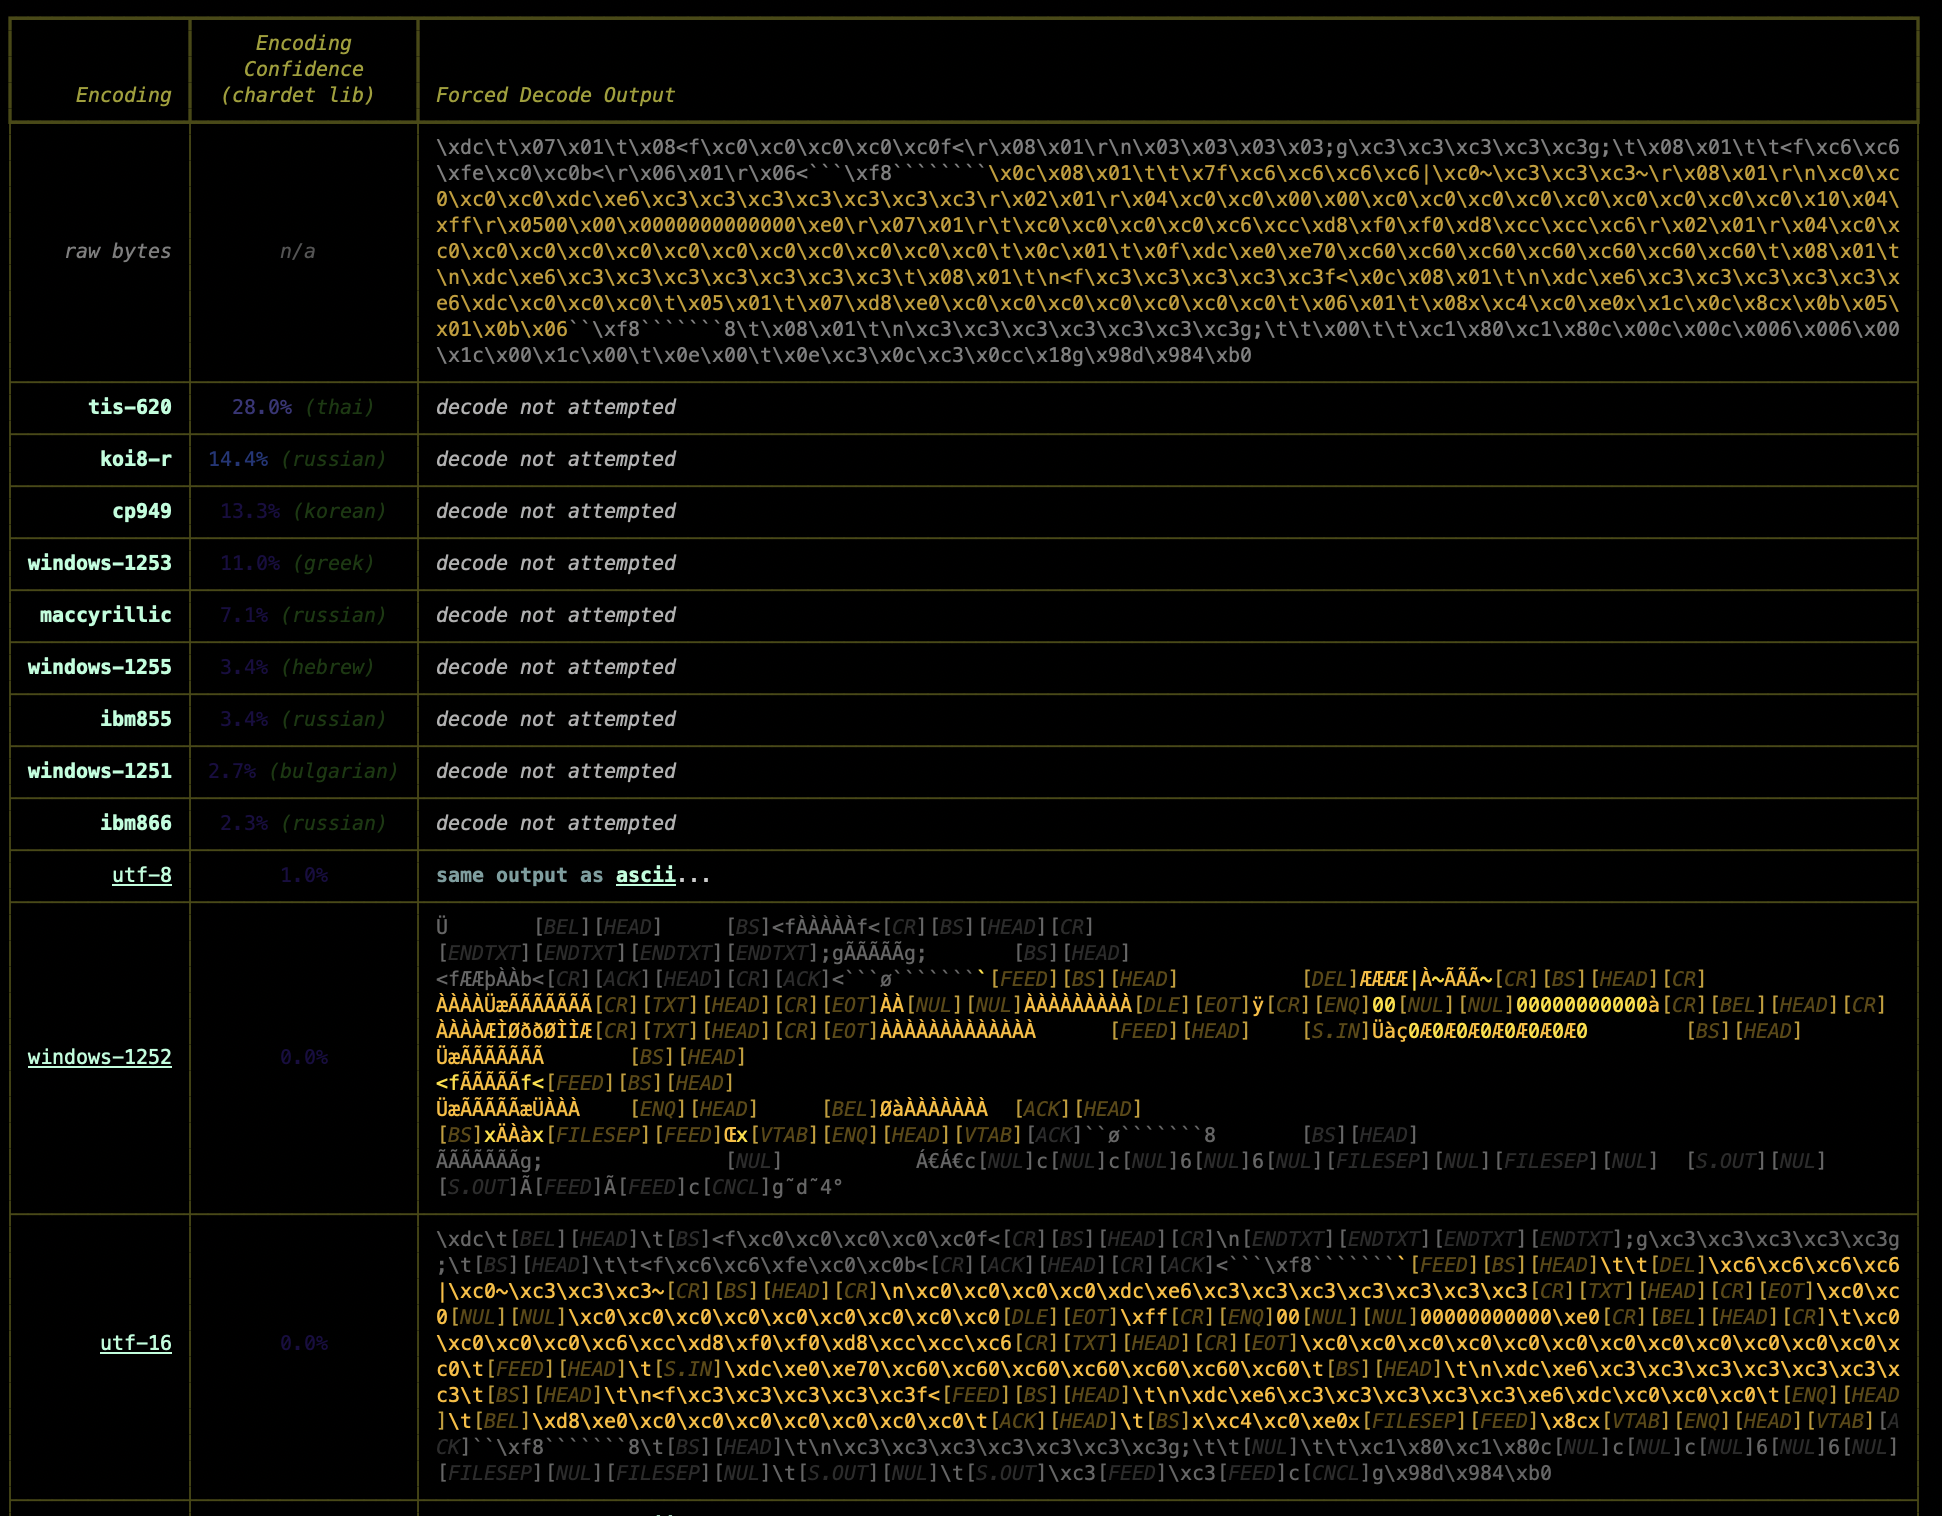 Encoding
Encoding
Confidence
(chardet lib)
Forced Decode Output
raw bytes
n/a
\xdc\t\x07\x01\t\x08<f\xc0\xc0\xc0\xc0\xc0f<\r\x08\x01\r\n\x03\x03\x03\x03;g\xc3\xc3\xc3\xc3\xc3g;\t\x08\x01\t\t<f\xc6\xc6
\xfe\xc0\xc0b<\r\x06\x01\r\x06<```\xf8````````\x0c\x08\x01\t\t\x7f\xc6\xc6\xc6\xc6|\xc0~\xc3\xc3\xc3~\r\x08\x01\r\n\xc0\xc
0\xc0\xc0\xdc\xe6\xc3\xc3\xc3\xc3\xc3\xc3\xc3\r\x02\x01\r\x04\xc0\xc0\x00\x00\xc0\xc0\xc0\xc0\xc0\xc0\xc0\xc0\xc0\x10\x04\
xff\r\x0500\x00\x0000000000000\xe0\r\x07\x01\r\t\xc0\xc0\xc0\xc0\xc6\xcc\xd8\xf0\xf0\xd8\xcc\xcc\xc6\r\x02\x01\r\x04\xc0\x
c0\xc0\xc0\xc0\xc0\xc0\xc0\xc0\xc0\xc0\xc0\xc0\t\x0c\x01\t\x0f\xdc\xe0\xe70\xc60\xc60\xc60\xc60\xc60\xc60\xc60\t\x08\x01\t
\n\xdc\xe6\xc3\xc3\xc3\xc3\xc3\xc3\xc3\t\x08\x01\t\n<f\xc3\xc3\xc3\xc3\xc3f<\x0c\x08\x01\t\n\xdc\xe6\xc3\xc3\xc3\xc3\xc3\x
e6\xdc\xc0\xc0\xc0\t\x05\x01\t\x07\xd8\xe0\xc0\xc0\xc0\xc0\xc0\xc0\xc0\t\x06\x01\t\x08x\xc4\xc0\xe0x\x1c\x0c\x8cx\x0b\x05\
x01\x0b\x06``\xf8```````8\t\x08\x01\t\n\xc3\xc3\xc3\xc3\xc3\xc3\xc3g;\t\t\x00\t\t\xc1\x80\xc1\x80c\x00c\x00c\x006\x006\x00
\x1c\x00\x1c\x00\t\x0e\x00\t\x0e\xc3\x0c\xc3\x0cc\x18g\x98d\x984\xb0
tis-620
28.0% (thai)
decode not attempted
koi8-r
14.4% (russian)
decode not attempted
cp949
13.3% (korean)
decode not attempted
windows-1253
11.0% (greek)
decode not attempted
maccyrillic
7.1% (russian)
decode not attempted
windows-1255
3.4% (hebrew)
decode not attempted
ibm855
3.4% (russian)
decode not attempted
windows-1251
2.7% (bulgarian)
decode not attempted
ibm866
2.3% (russian)
decode not attempted
utf-8
1.0%
same output as ascii...
windows-1252
0.0%
Ü [BEL][HEAD] [BS]<fÀÀÀÀÀf<[CR][BS][HEAD][CR]
[ENDTXT][ENDTXT][ENDTXT][ENDTXT];gÃÃÃÃÃg; [BS][HEAD]
<fÆÆþÀÀb<[CR][ACK][HEAD][CR][ACK]<```ø````````[FEED][BS][HEAD] [DEL]ÆÆÆÆ|À~ÃÃÃ~[CR][BS][HEAD][CR]
ÀÀÀÀÜæÃÃÃÃÃÃÃ[CR][TXT][HEAD][CR][EOT]ÀÀ[NUL][NUL]ÀÀÀÀÀÀÀÀÀ[DLE][EOT]ÿ[CR][ENQ]00[NUL][NUL]00000000000à[CR][BEL][HEAD][CR]
ÀÀÀÀÆÌØððØÌÌÆ[CR][TXT][HEAD][CR][EOT]ÀÀÀÀÀÀÀÀÀÀÀÀÀ [FEED][HEAD] [S.IN]Üàç0Æ0Æ0Æ0Æ0Æ0Æ0Æ0 [BS][HEAD]
ÜæÃÃÃÃÃÃÃ [BS][HEAD]
<fÃÃÃÃÃf<[FEED][BS][HEAD]
ÜæÃÃÃÃÃæÜÀÀÀ [ENQ][HEAD] [BEL]ØàÀÀÀÀÀÀÀ [ACK][HEAD]
[BS]xÄÀàx[FILESEP][FEED]Œx[VTAB][ENQ][HEAD][VTAB][ACK]``ø```````8 [BS][HEAD]
ÃÃÃÃÃÃÃg; [NUL] Á€Á€c[NUL]c[NUL]c[NUL]6[NUL]6[NUL][FILESEP][NUL][FILESEP][NUL] [S.OUT][NUL]
[S.OUT]Ã[FEED]Ã[FEED]c[CNCL]g˜d˜4°
utf-16
0.0%
\xdc\t[BEL][HEAD]\t[BS]<f\xc0\xc0\xc0\xc0\xc0f<[CR][BS][HEAD][CR]\n[ENDTXT][ENDTXT][ENDTXT][ENDTXT];g\xc3\xc3\xc3\xc3\xc3g
;\t[BS][HEAD]\t\t<f\xc6\xc6\xfe\xc0\xc0b<[CR][ACK][HEAD][CR][ACK]<```\xf8````````[FEED][BS][HEAD]\t\t[DEL]\xc6\xc6\xc6\xc6
|\xc0~\xc3\xc3\xc3~[CR][BS][HEAD][CR]\n\xc0\xc0\xc0\xc0\xdc\xe6\xc3\xc3\xc3\xc3\xc3\xc3\xc3[CR][TXT][HEAD][CR][EOT]\xc0\xc
0[NUL][NUL]\xc0\xc0\xc0\xc0\xc0\xc0\xc0\xc0\xc0[DLE][EOT]\xff[CR][ENQ]00[NUL][NUL]00000000000\xe0[CR][BEL][HEAD][CR]\t\xc0
\xc0\xc0\xc0\xc6\xcc\xd8\xf0\xf0\xd8\xcc\xcc\xc6[CR][TXT][HEAD][CR][EOT]\xc0\xc0\xc0\xc0\xc0\xc0\xc0\xc0\xc0\xc0\xc0\xc0\x
c0\t[FEED][HEAD]\t[S.IN]\xdc\xe0\xe70\xc60\xc60\xc60\xc60\xc60\xc60\xc60\t[BS][HEAD]\t\n\xdc\xe6\xc3\xc3\xc3\xc3\xc3\xc3\x
c3\t[BS][HEAD]\t\n<f\xc3\xc3\xc3\xc3\xc3f<[FEED][BS][HEAD]\t\n\xdc\xe6\xc3\xc3\xc3\xc3\xc3\xe6\xdc\xc0\xc0\xc0\t[ENQ][HEAD
]\t[BEL]\xd8\xe0\xc0\xc0\xc0\xc0\xc0\xc0\xc0\t[ACK][HEAD]\t[BS]x\xc4\xc0\xe0x[FILESEP][FEED]\x8cx[VTAB][ENQ][HEAD][VTAB][A
CK]``\xf8```````8\t[BS][HEAD]\t\n\xc3\xc3\xc3\xc3\xc3\xc3\xc3g;\t\t[NUL]\t\t\xc1\x80\xc1\x80c[NUL]c[NUL]c[NUL]6[NUL]6[NUL]
[FILESEP][NUL][FILESEP][NUL]\t[S.OUT][NUL]\t[S.OUT]\xc3[FEED]\xc3[FEED]c[CNCL]g\x98d\x984\xb0